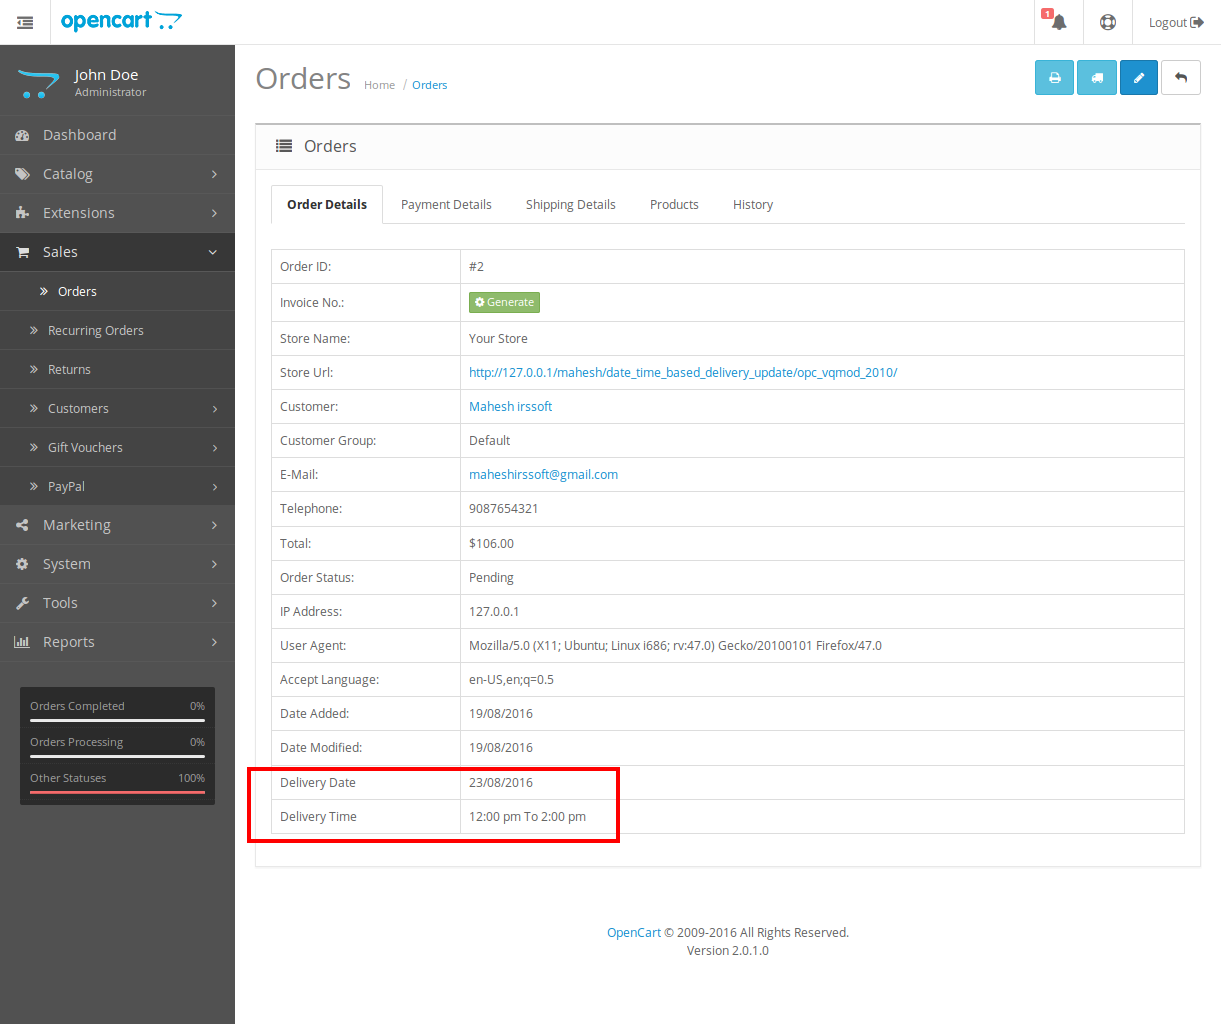 opencart
1
Logout
John Doe
Administrator
Dashboard
Catalog
Extensions
Sales
Orders
Recurring Orders
Returns
Customers
Gift Vouchers
PayPal
Marketing
System
Tools
Reports
Orders Completed 0%
Orders Processing 0%
Other Statuses 100%
Orders Home / Orders
Orders
Order Details Payment Details Shipping Details Products History
Order ID: #2
Invoice No.: Generate
Store Name: Your Store
Store Url: http://127.0.0.1/mahesh/date_time_based_delivery_update/opc_vqmod_2010/
Customer: Mahesh irssoft
Customer Group: Default
E-Mail: maheshirssoft@gmail.com
Telephone: 9087654321
Total: $106.00
Order Status: Pending
IP Address: 127.0.0.1
User Agent: Mozilla/5.0 (X11; Ubuntu; Linux i686; rv:47.0) Gecko/20100101 Firefox/47.0
Accept Language: en-US,en;q=0.5
Date Added: 19/08/2016
Date Modified: 19/08/2016
Delivery Date 23/08/2016
Delivery Time 12:00 pm To 2:00 pm
OpenCart © 2009-2016 All Rights Reserved.
Version 2.0.1.0